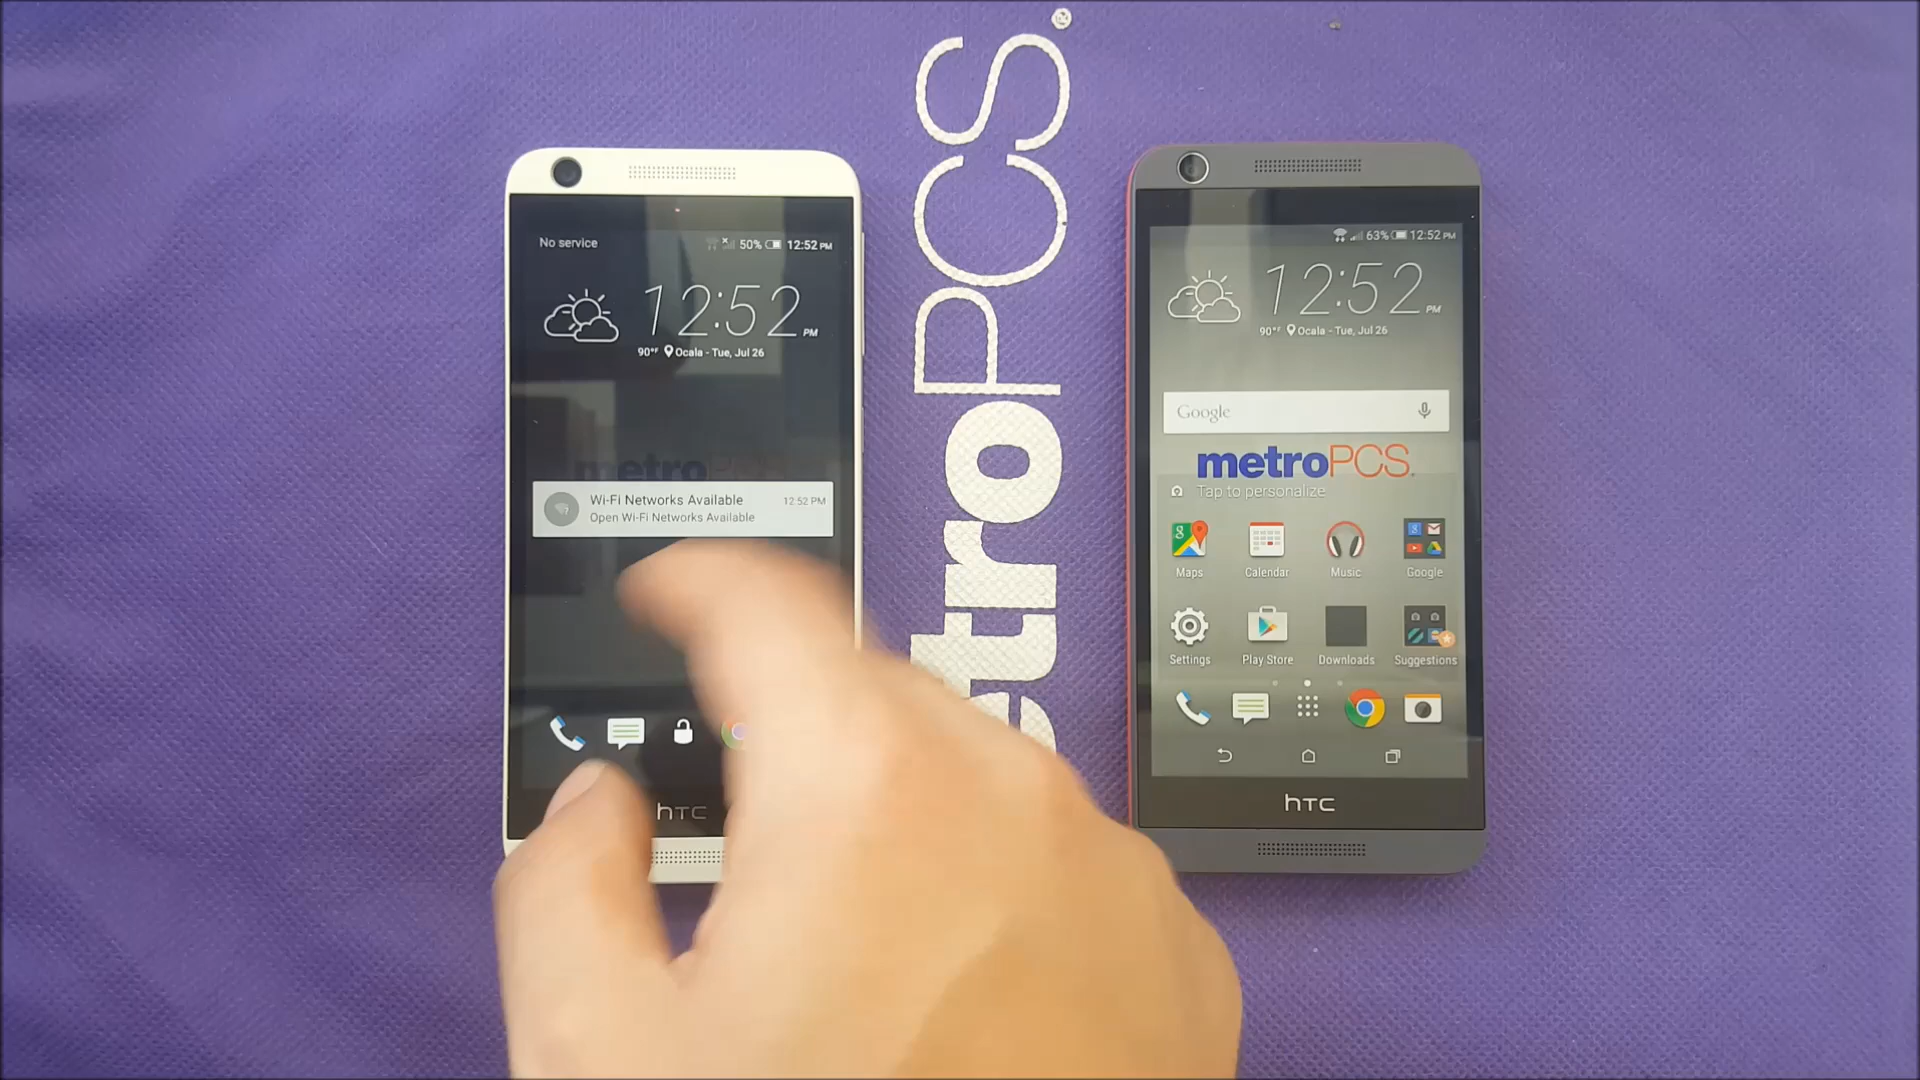 No service
50%
12:52 PM
12:52 PM
90°F Ocala - Tue, Jul 26
metroPCS
Wi-Fi Networks Available
12:52 PM
Open Wi-Fi Networks Available
hTC
etroPCS.
63%
12:52 PM
12:52 PM
90°F Ocala - Tue, Jul 26
Google
metroPCS.
Tap to personalize
Maps
Calendar
Music
Google
Settings
Play Store
Downloads
Suggestions
hTC